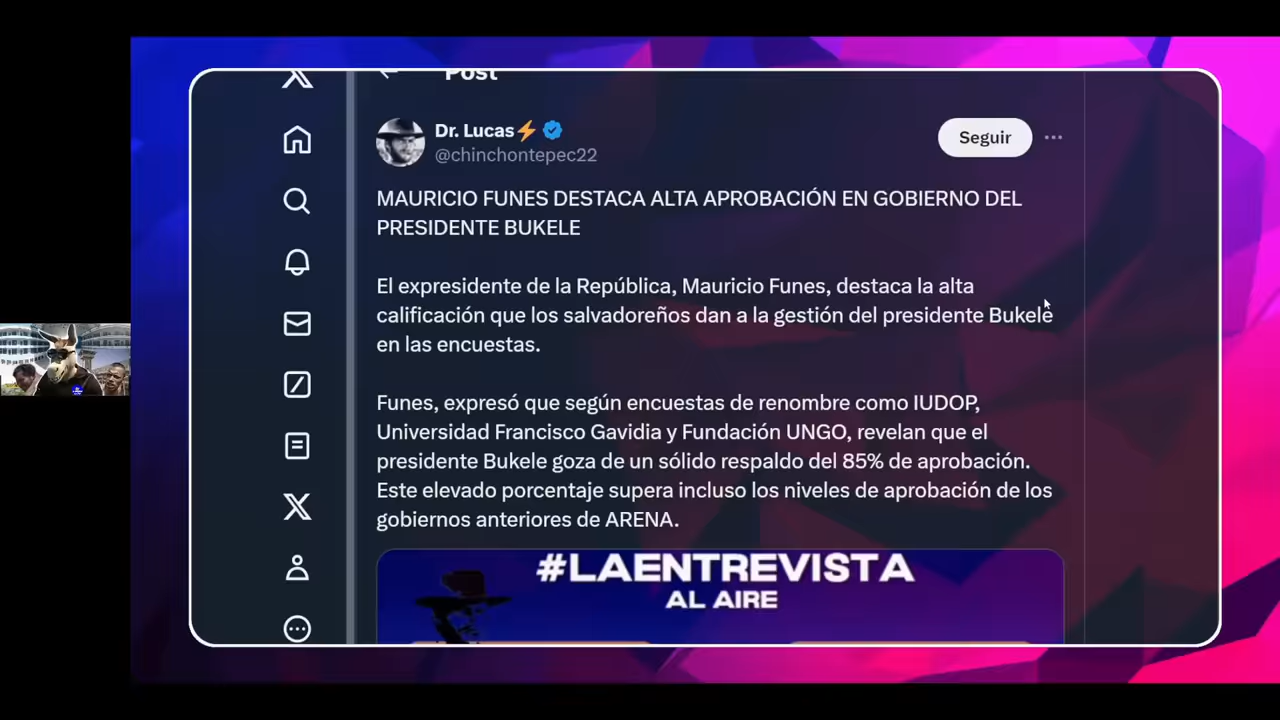 Post
Dr. Lucas⚡
@chinchontepec22
Seguir
MAURICIO FUNES DESTACA ALTA APROBACIÓN EN GOBIERNO DEL
PRESIDENTE BUKELE
El expresidente de la República, Mauricio Funes, destaca la alta
calificación que los salvadoreños dan a la gestión del presidente Bukele
en las encuestas.
Funes, expresó que según encuestas de renombre como IUDOP,
Universidad Francisco Gavidia y Fundación UNGO, revelan que el
presidente Bukele goza de un sólido respaldo del 85% de aprobación.
Este elevado porcentaje supera incluso los niveles de aprobación de los
gobiernos anteriores de ARENA.
#LAENTREVISTA
AL AIRE